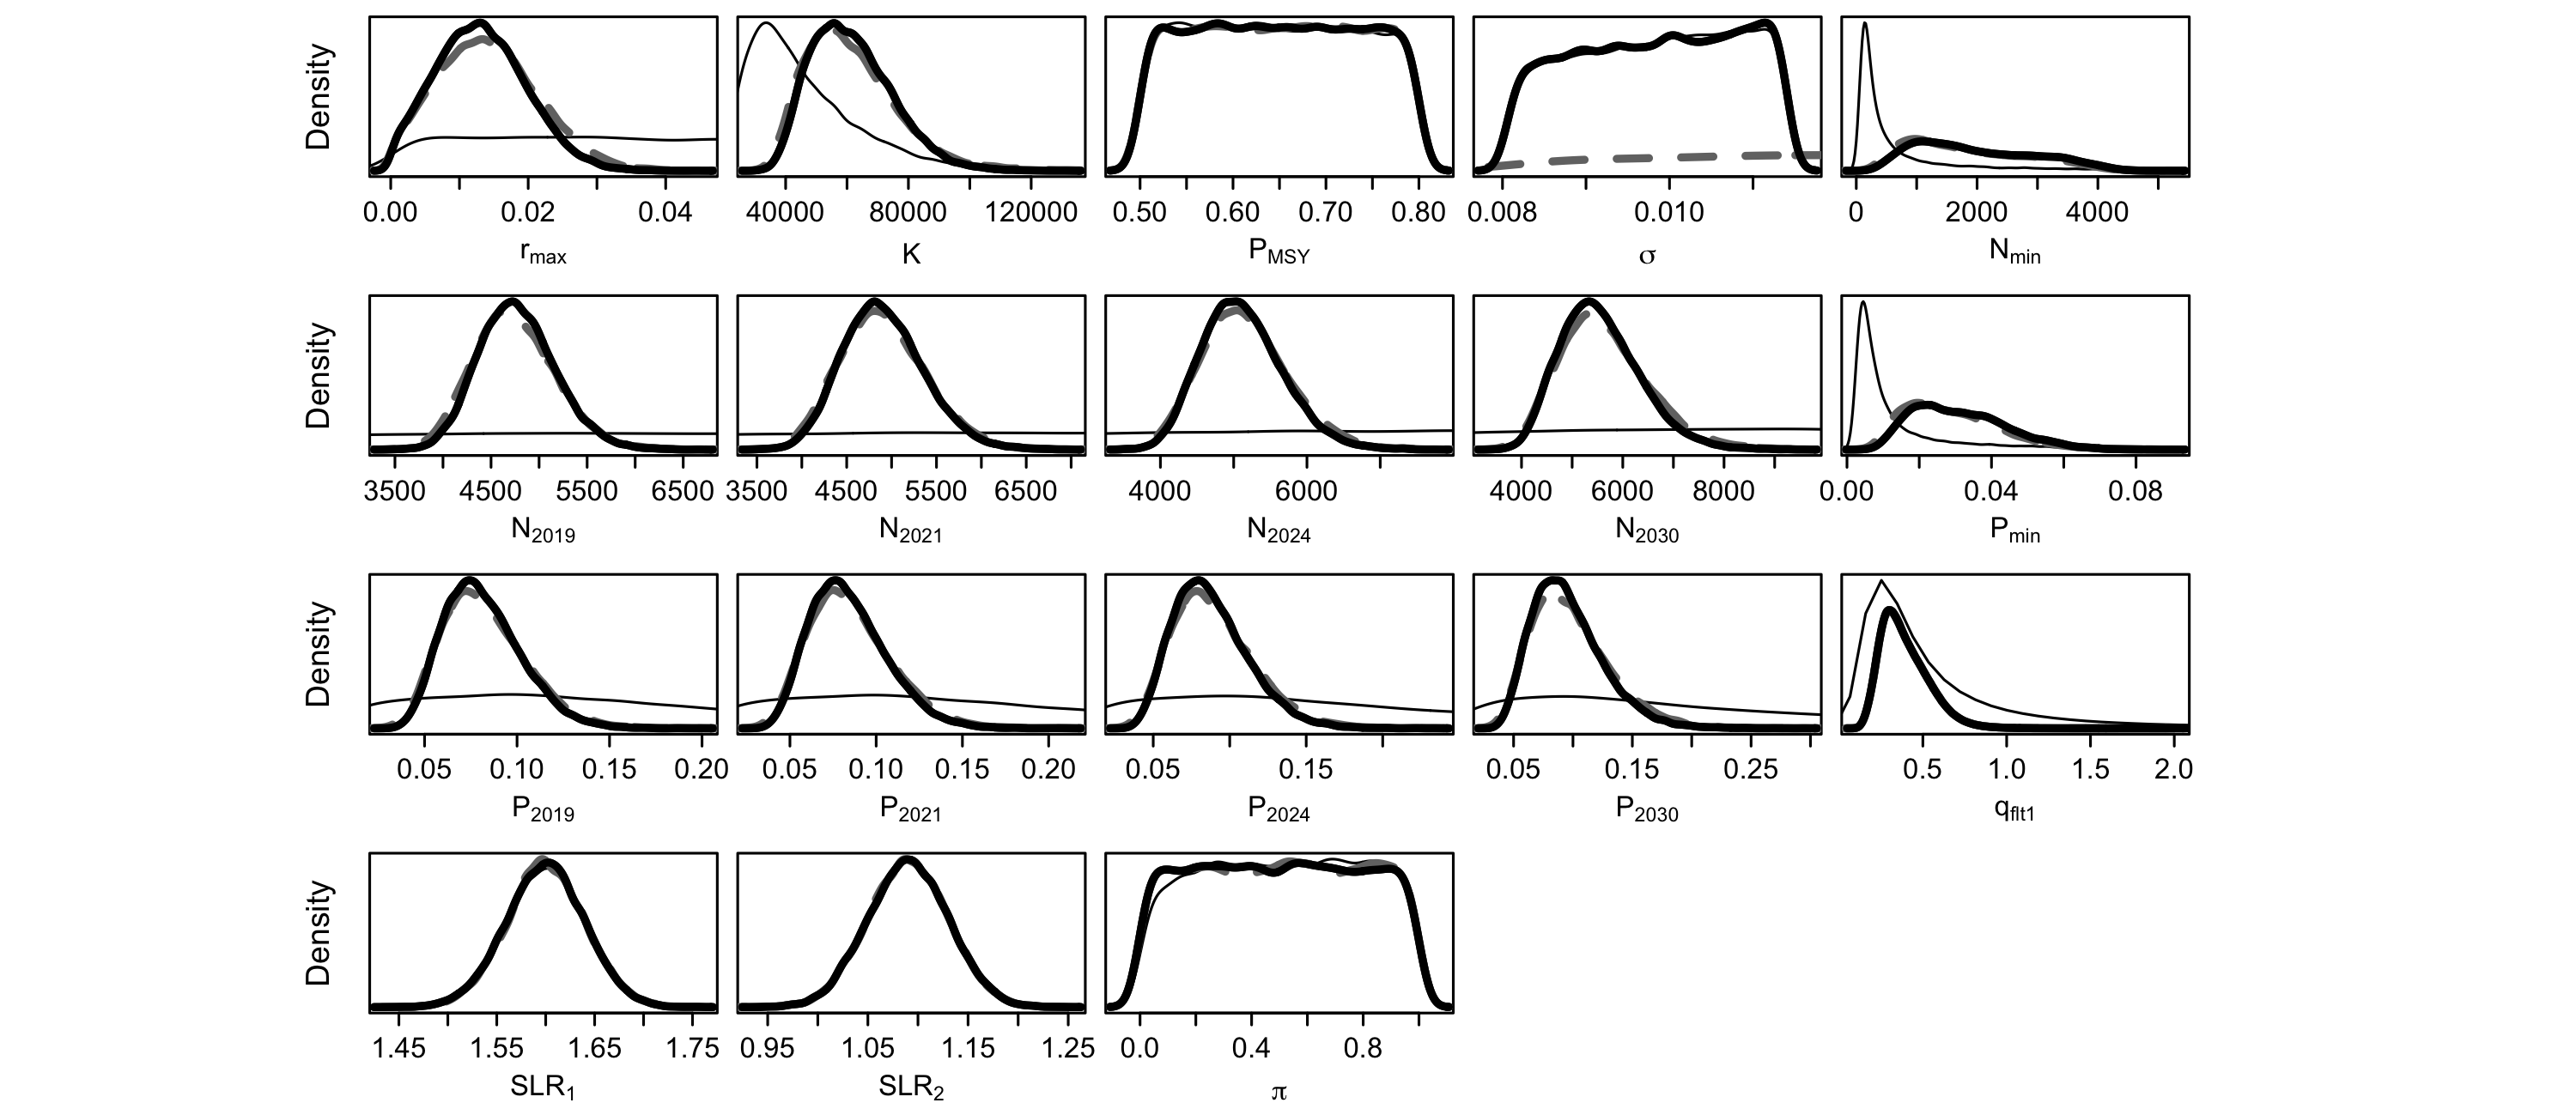 Density
0.00 0.02 0.04 40000 80000 120000 0.50 0.60 0.70 0.80 0.008 0.010 0 2000 4000
r_max K P_MSY σ N_min
Density
3500 4500 5500 6500 3500 4500 5500 6500 4000 6000 4000 6000 8000 0.00 0.04 0.08
N_2019 N_2021 N_2024 N_2030 P_min
Density
0.05 0.10 0.15 0.20 0.05 0.10 0.15 0.20 0.05 0.15 0.05 0.15 0.25 0.5 1.0 1.5 2.0
P_2019 P_2021 P_2024 P_2030 q_flt1
Density
1.45 1.55 1.65 1.75 0.95 1.05 1.15 1.25 0.0 0.4 0.8
SLR_1 SLR_2 π